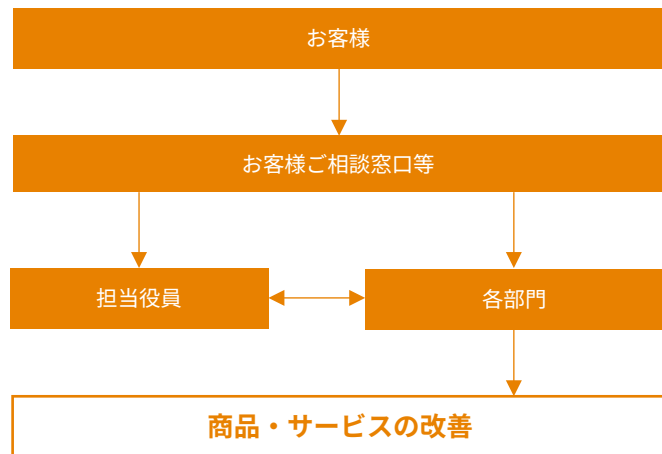 お客様
お客様ご相談窓口等
担当役員
各部門
商品・サービスの改善